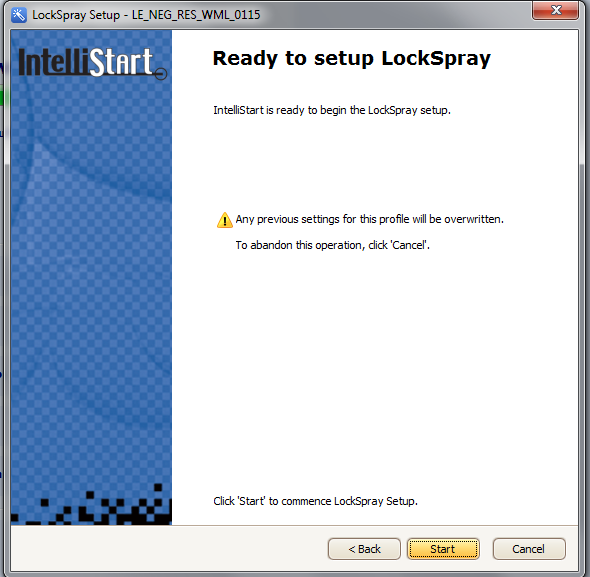 LockSpray Setup - LE_NEG_RES_WML_0115
IntelliStart
Ready to setup LockSpray
IntelliStart is ready to begin the LockSpray setup.
Any previous settings for this profile will be overwritten.
To abandon this operation, click 'Cancel'.
Click 'Start' to commence LockSpray Setup.
< Back
Start
Cancel